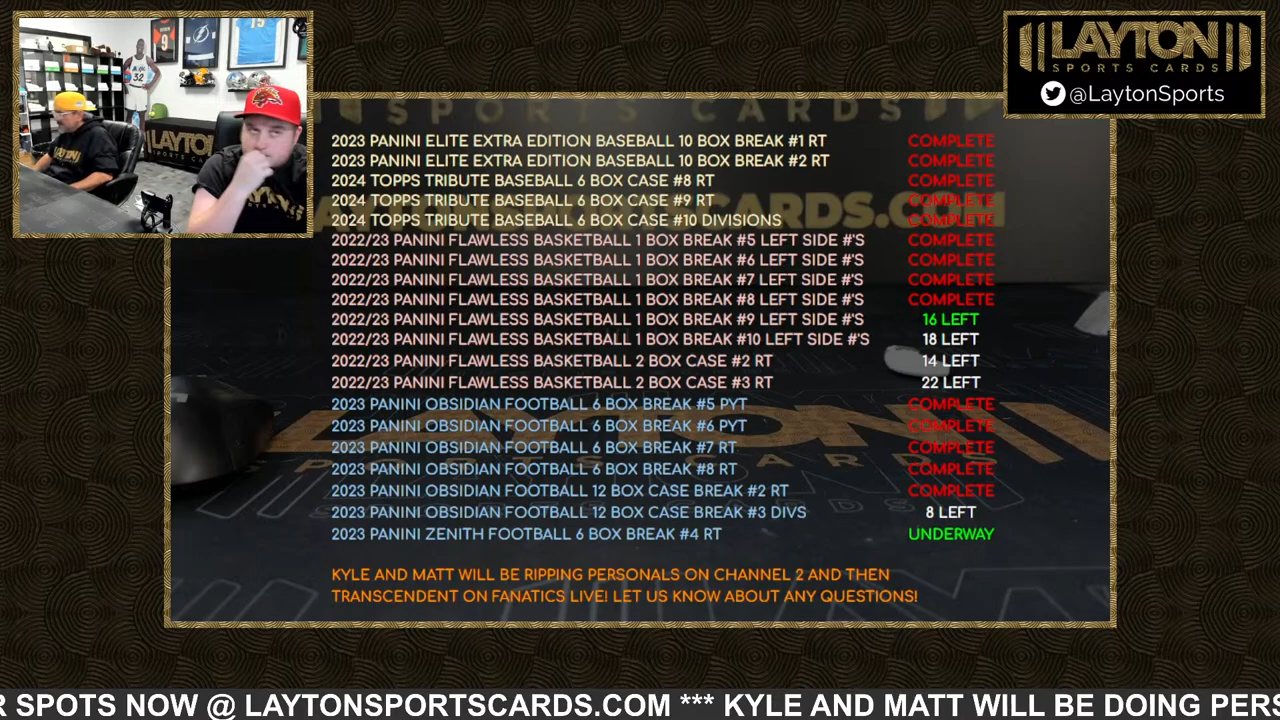 LAYTON
SPORTS CARDS
@LaytonSports
2023 PANINI ELITE EXTRA EDITION BASEBALL 10 BOX BREAK #1 RT COMPLETE
2023 PANINI ELITE EXTRA EDITION BASEBALL 10 BOX BREAK #2 RT COMPLETE
2024 TOPPS TRIBUTE BASEBALL 6 BOX CASE #8 RT COMPLETE
2024 TOPPS TRIBUTE BASEBALL 6 BOX CASE #9 RT COMPLETE
2024 TOPPS TRIBUTE BASEBALL 6 BOX CASE #10 DIVISIONS COMPLETE
2022/23 PANINI FLAWLESS BASKETBALL 1 BOX BREAK #5 LEFT SIDE #'S COMPLETE
2022/23 PANINI FLAWLESS BASKETBALL 1 BOX BREAK #6 LEFT SIDE #'S COMPLETE
2022/23 PANINI FLAWLESS BASKETBALL 1 BOX BREAK #7 LEFT SIDE #'S COMPLETE
2022/23 PANINI FLAWLESS BASKETBALL 1 BOX BREAK #8 LEFT SIDE #'S COMPLETE
2022/23 PANINI FLAWLESS BASKETBALL 1 BOX BREAK #9 LEFT SIDE #'S 16 LEFT
2022/23 PANINI FLAWLESS BASKETBALL 1 BOX BREAK #10 LEFT SIDE #'S 18 LEFT
2022/23 PANINI FLAWLESS BASKETBALL 2 BOX CASE #2 RT 14 LEFT
2022/23 PANINI FLAWLESS BASKETBALL 2 BOX CASE #3 RT 22 LEFT
2023 PANINI OBSIDIAN FOOTBALL 6 BOX BREAK #5 PYT COMPLETE
2023 PANINI OBSIDIAN FOOTBALL 6 BOX BREAK #6 PYT COMPLETE
2023 PANINI OBSIDIAN FOOTBALL 6 BOX BREAK #7 RT COMPLETE
2023 PANINI OBSIDIAN FOOTBALL 6 BOX BREAK #8 RT COMPLETE
2023 PANINI OBSIDIAN FOOTBALL 12 BOX CASE BREAK #2 RT COMPLETE
2023 PANINI OBSIDIAN FOOTBALL 12 BOX CASE BREAK #3 DIVS 8 LEFT
2023 PANINI ZENITH FOOTBALL 6 BOX BREAK #4 RT UNDERWAY
KYLE AND MATT WILL BE RIPPING PERSONALS ON CHANNEL 2 AND THEN
TRANSCENDENT ON FANATICS LIVE! LET US KNOW ABOUT ANY QUESTIONS!
R SPOTS NOW @ LAYTONSPORTSCARDS.COM *** KYLE AND MATT WILL BE DOING PERS